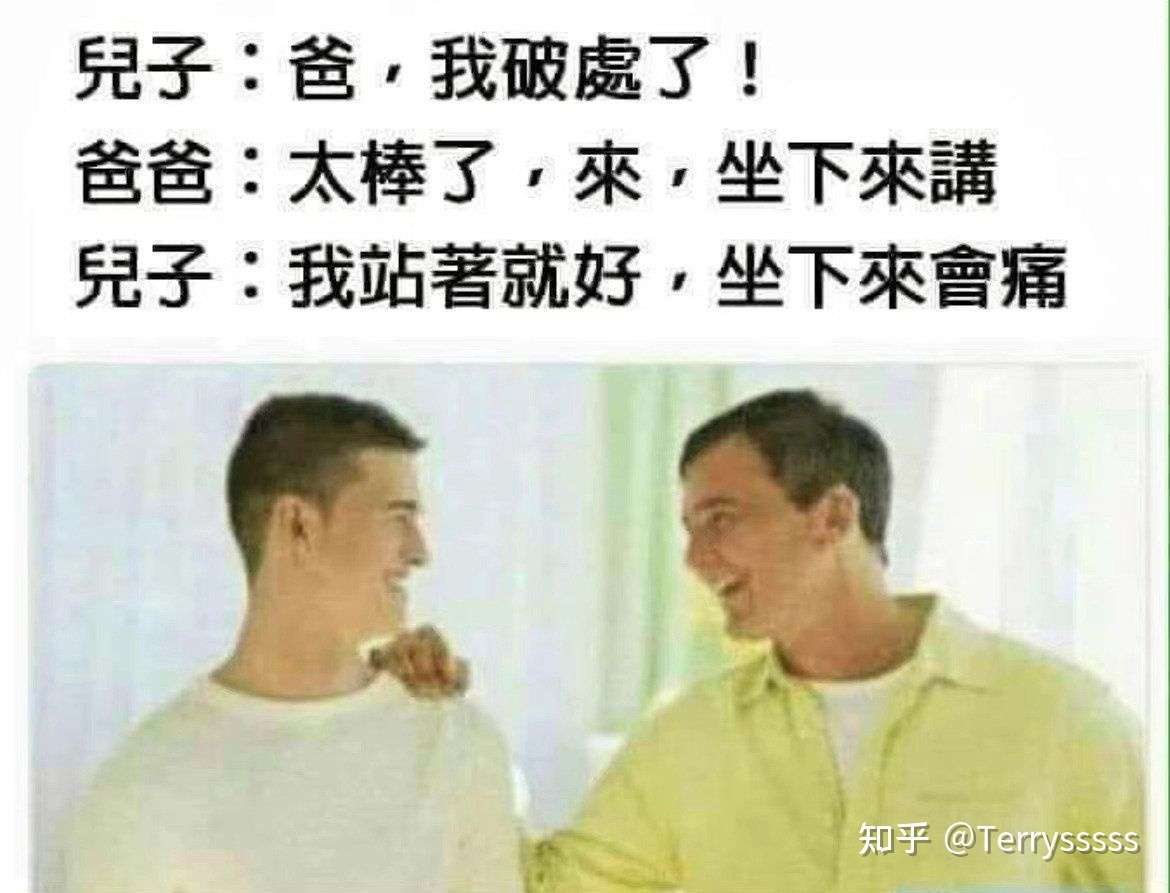 兒子：爸，我破處了！
爸爸：太棒了，來，坐下來講
兒子：我站著就好，坐下來會痛
知乎 @Terrysssss